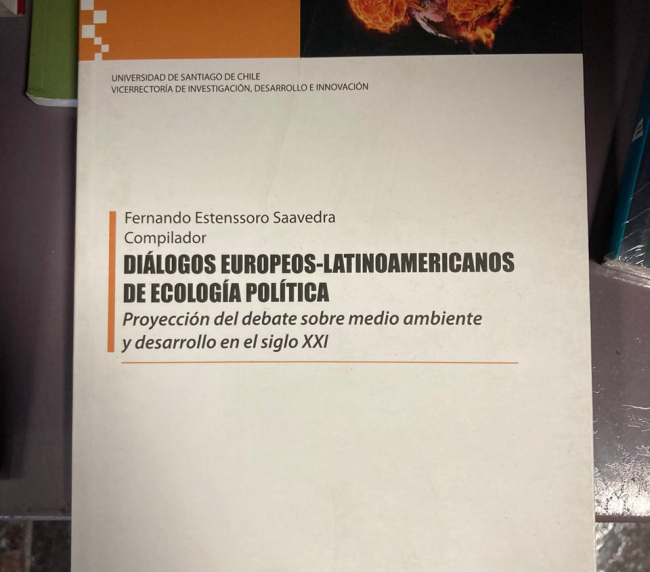 UNIVERSIDAD DE SANTIAGO DE CHILE
VICERRECTORÍA DE INVESTIGACIÓN, DESARROLLO E INNOVACIÓN
Fernando Estenssoro Saavedra
Compilador
DIÁLOGOS EUROPEOS-LATINOAMERICANOS
DE ECOLOGÍA POLÍTICA
Proyección del debate sobre medio ambiente
y desarrollo en el siglo XXI